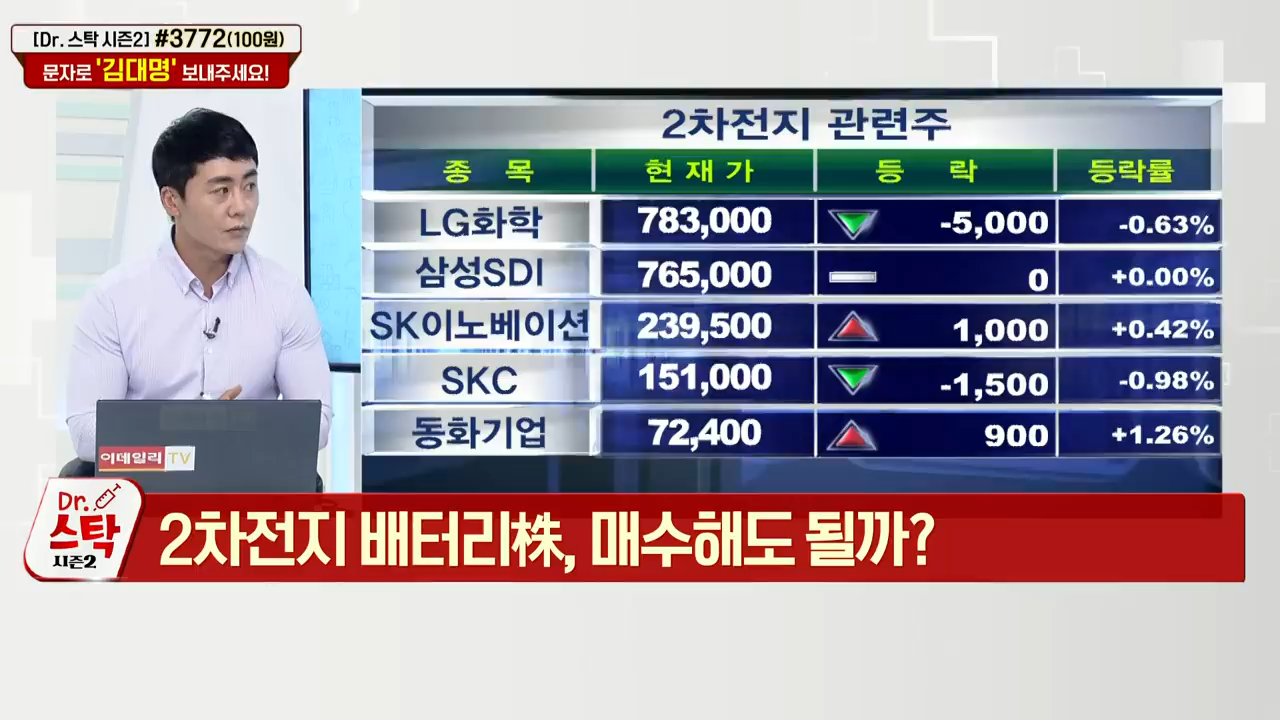 [Dr. 스탁 시즌2] #3772(100원)
문자로 '김대명' 보내주세요!
2차전지 관련주
종 목 현 재 가 등 락 등락률
LG화학 783,000 -5,000 -0.63%
삼성SDI 765,000 0 +0.00%
SK이노베이션 239,500 1,000 +0.42%
SKC 151,000 -1,500 -0.98%
동화기업 72,400 900 +1.26%
이데일리 TV
Dr.
스탁
시즌2
2차전지 배터리株, 매수해도 될까?